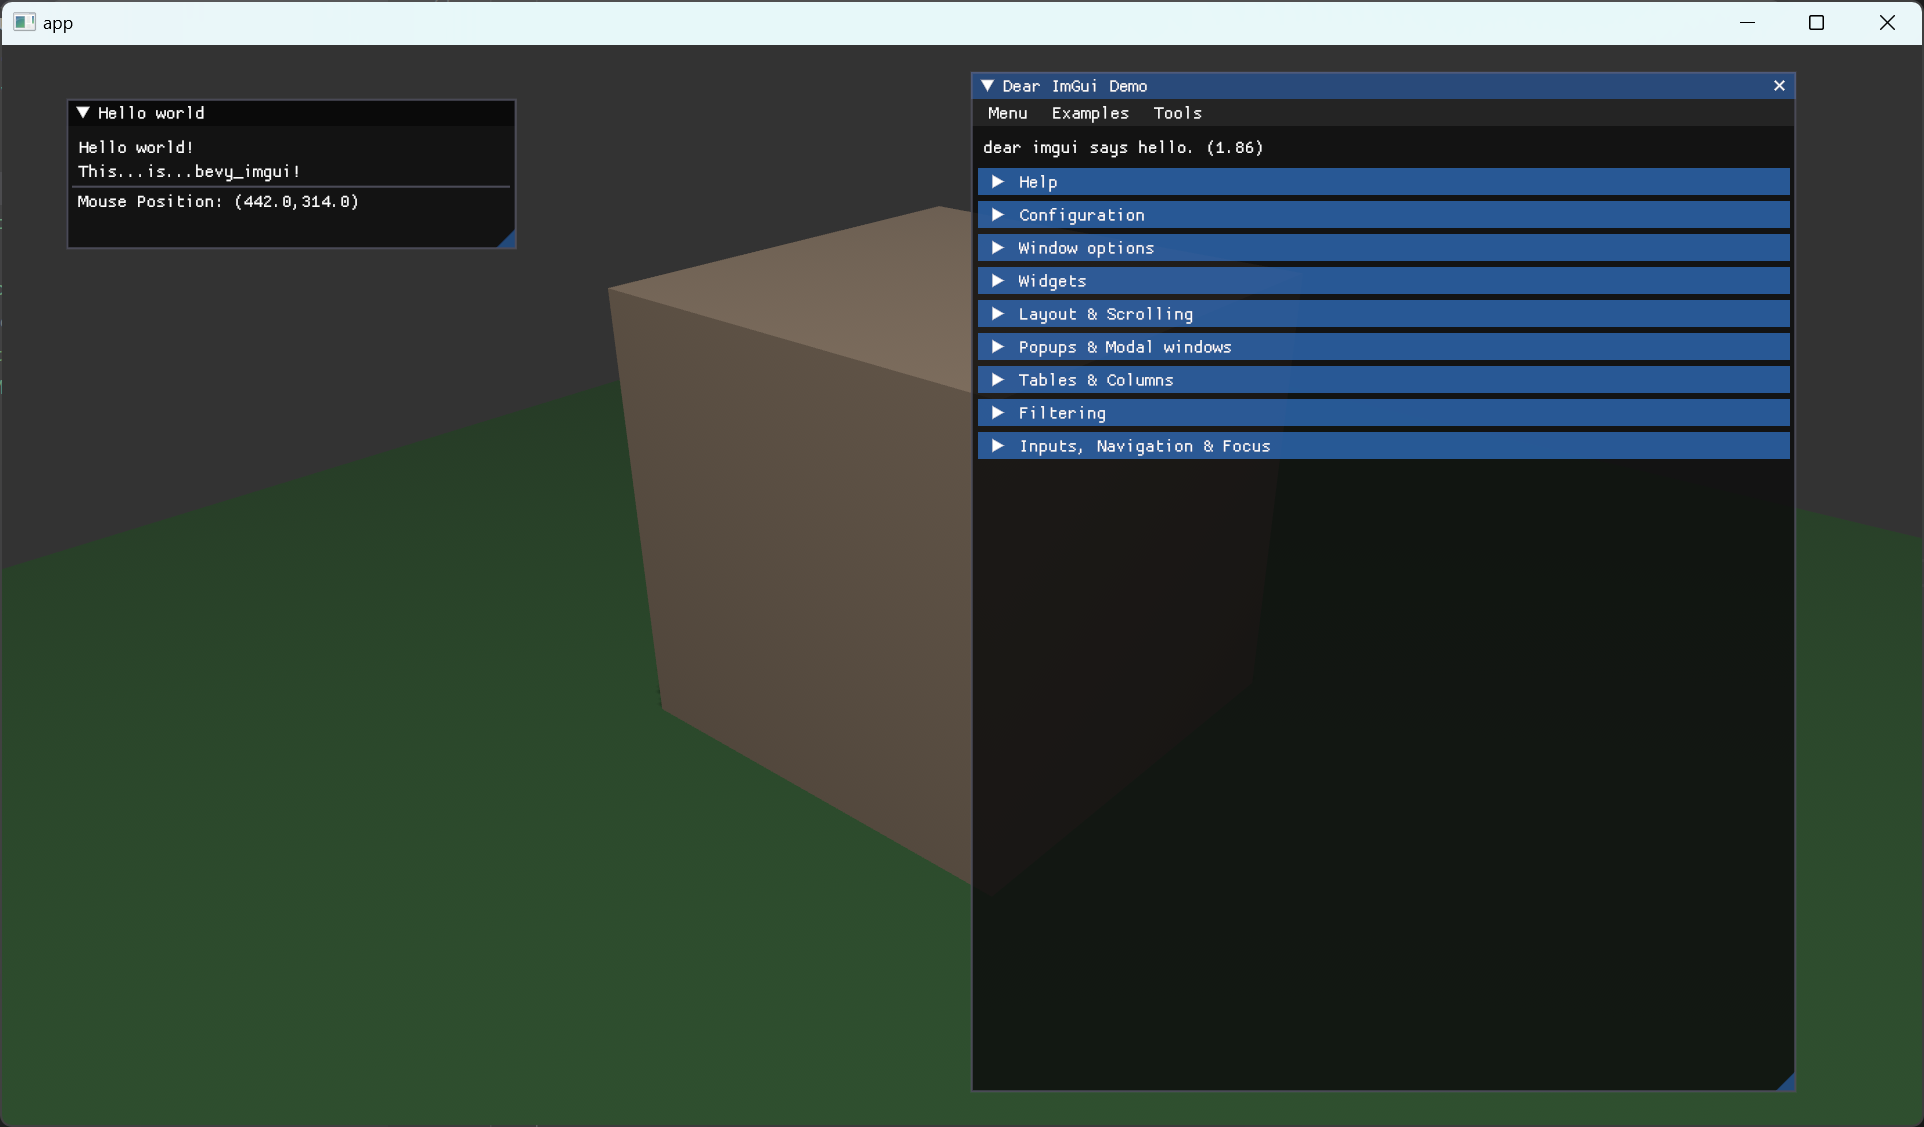 app
Hello world
Hello world!
This...is...bevy_imgui!
Mouse Position: (442.0,314.0)
Dear ImGui Demo
Menu Examples Tools
dear imgui says hello. (1.86)
Help
Configuration
Window options
Widgets
Layout & Scrolling
Popups & Modal windows
Tables & Columns
Filtering
Inputs, Navigation & Focus